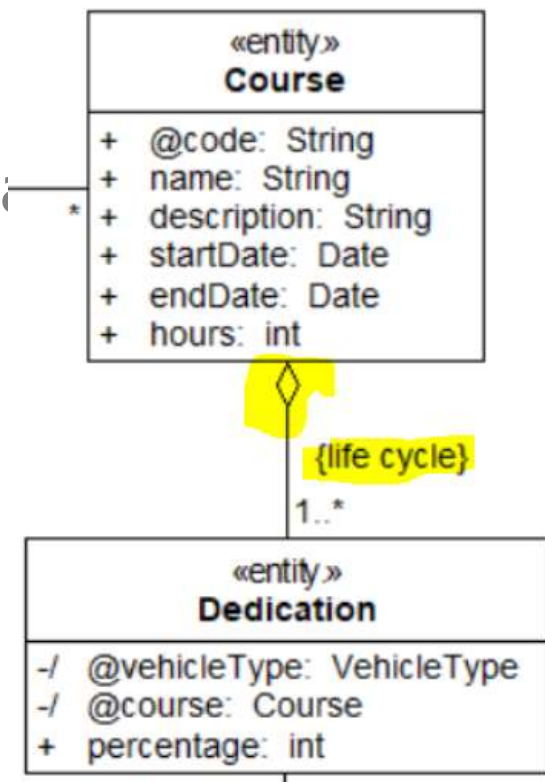 «entity»
Course
+ @code: String
+ name: String
* + description: String
+ startDate: Date
+ endDate: Date
+ hours: int
{life cycle}
1..*
«entity»
Dedication
-/ @vehicleType: VehicleType
-/ @course: Course
+ percentage: int